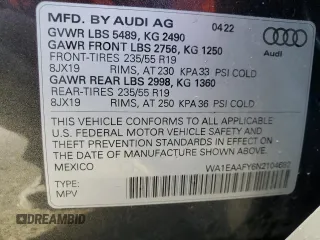 MFD. BY AUDI AG 04/22
GVWR LBS 5489, KG 2490
GAWR FRONT LBS 2756, KG 1250
FRONT-TIRES 235/55 R19
8JX19 RIMS, AT 230 KPA 33 PSI COLD
GAWR REAR LBS 2998, KG 1360
REAR-TIRES 235/55 R19
8JX19 RIMS, AT 250 KPA 36 PSI COLD
Audi
THIS VEHICLE CONFORMS TO ALL APPLICABLE
U.S. FEDERAL MOTOR VEHICLE SAFETY
STANDARDS IN EFFECT ON THE
DATE OF MANUFACTURE SHOWN ABOVE.
MEXICO
TYPE:
MPV
DREAMBID